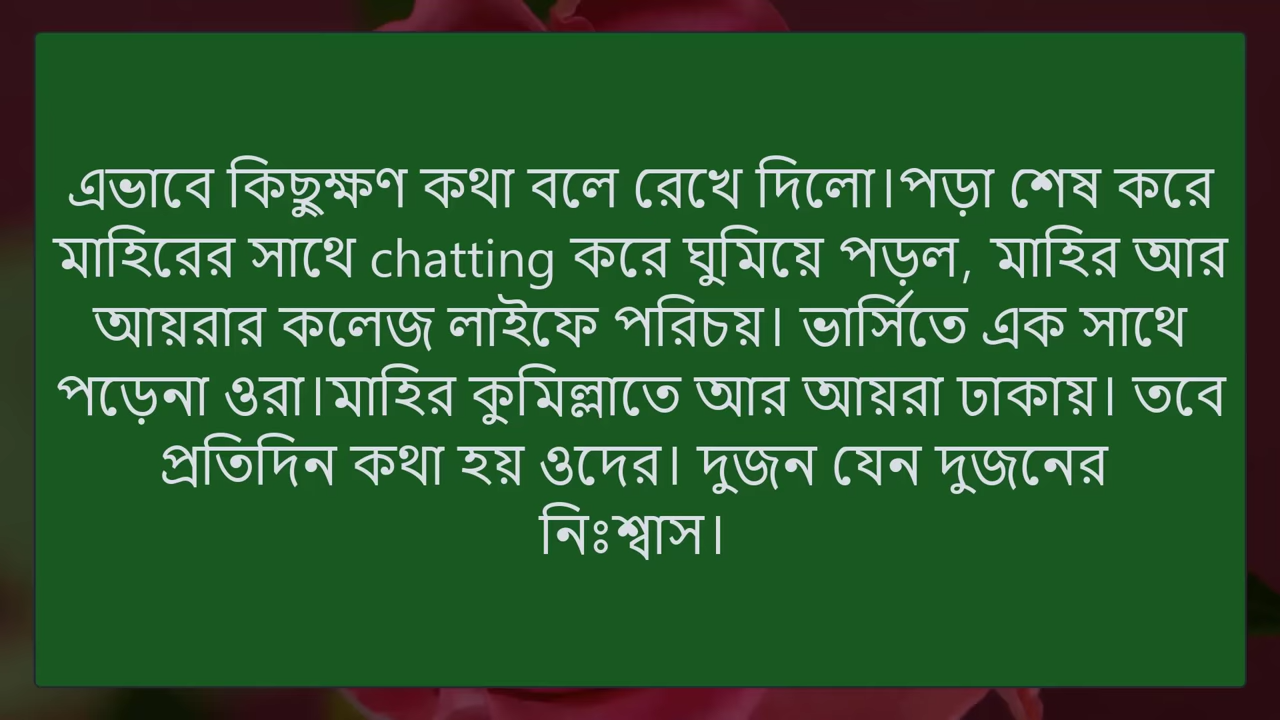 এভাবে কিছুক্ষণ কথা বলে রেখে দিলো।পড়া শেষ করে
মাহিরের সাথে chatting করে ঘুমিয়ে পড়ল, মাহির আর
আয়রার কলেজ লাইফে পরিচয়। ভার্সিতে এক সাথে
পড়েনা ওরা।মাহির কুমিল্লাতে আর আয়রা ঢাকায়। তবে
প্রতিদিন কথা হয় ওদের। দুজন যেন দুজনের
নিঃশ্বাস।